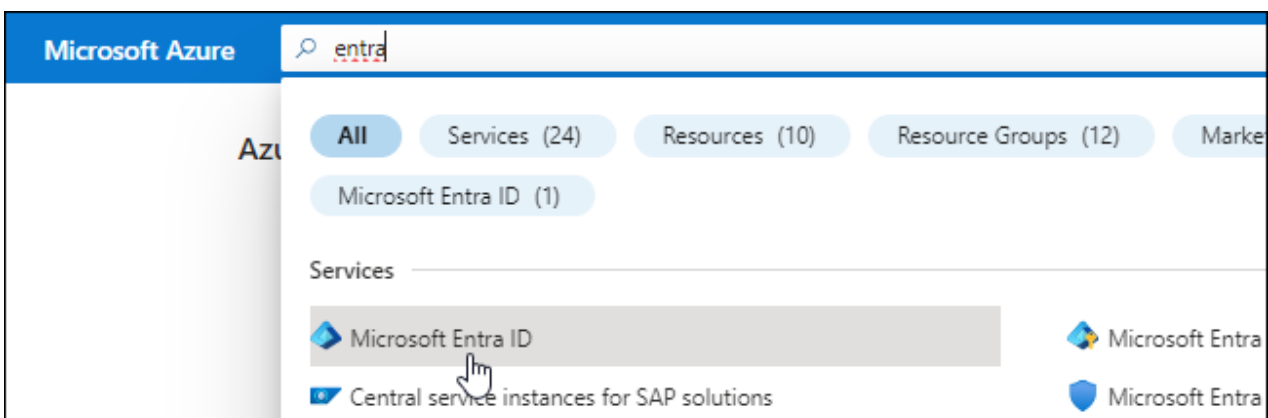 Microsoft Azure entra
Azu
All Services (24) Resources (10) Resource Groups (12) Marke
Microsoft Entra ID (1)
Services
Microsoft Entra ID Microsoft Entra
Central service instances for SAP solutions Microsoft Entra